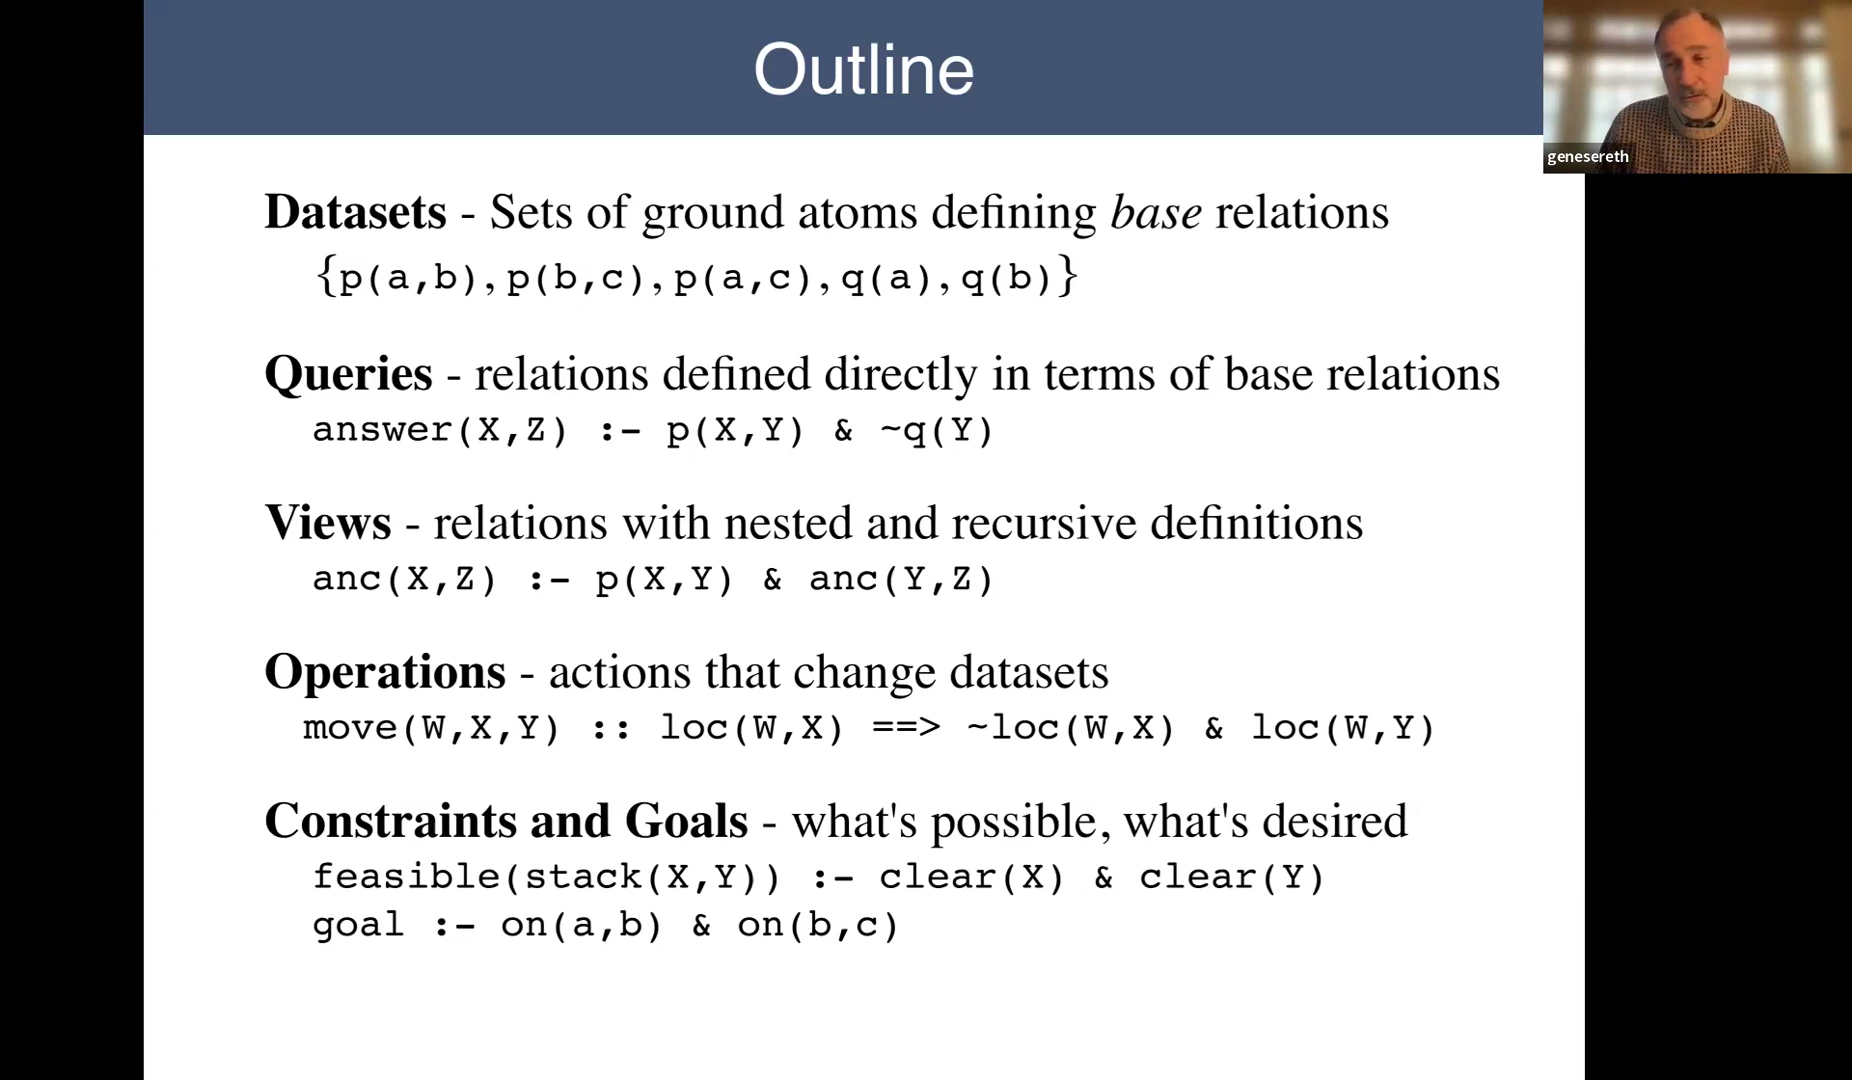 Outline
genesereth
Datasets - Sets of ground atoms defining base relations
{p(a,b),p(b,c),p(a,c),q(a),q(b)}
Queries - relations defined directly in terms of base relations
answer(X,Z) :- p(X,Y) & ~q(Y)
Views - relations with nested and recursive definitions
anc(X,Z) :- p(X,Y) & anc(Y,Z)
Operations - actions that change datasets
move(W,X,Y) :: loc(W,X) ==> ~loc(W,X) & loc(W,Y)
Constraints and Goals - what's possible, what's desired
feasible(stack(X,Y)) :- clear(X) & clear(Y)
goal :- on(a,b) & on(b,c)